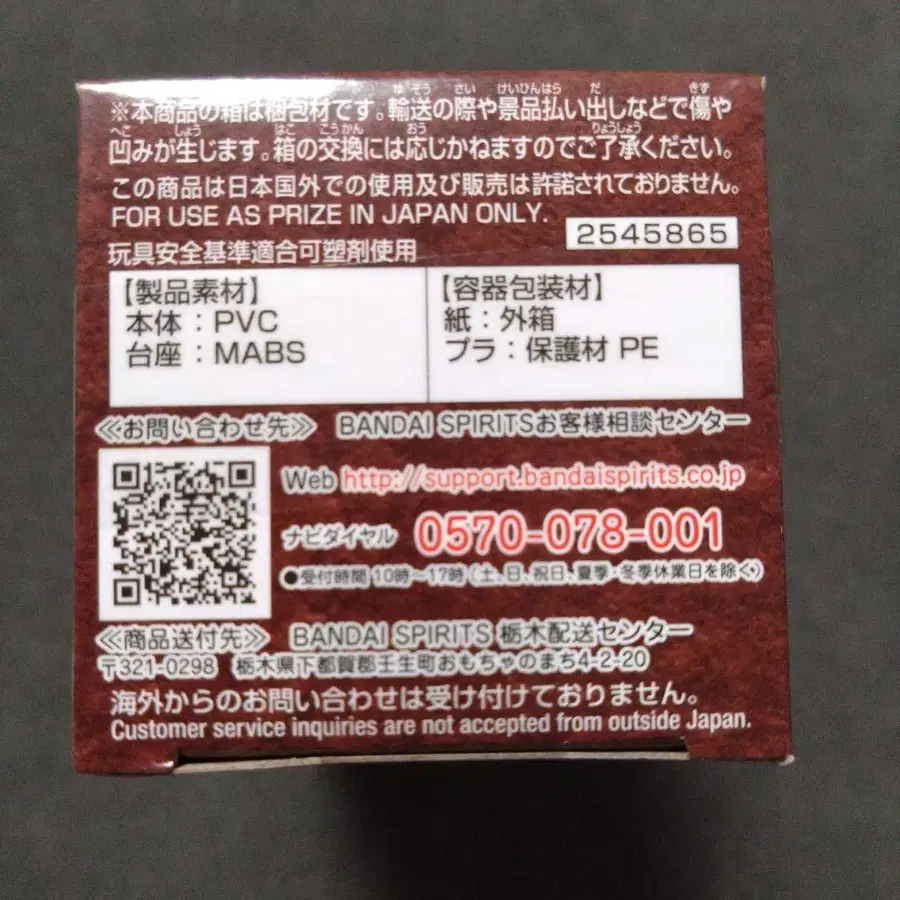 ※本商品の箱は梱包材です。輸送の際や景品払い出しなどで傷や
凹みが生じます。箱の交換には応じかねますのでご了承ください。
この商品は日本国外での使用及び販売は許諾されておりません。
FOR USE AS PRIZE IN JAPAN ONLY.
2545865
玩具安全基準適合可塑剤使用
【製品素材】
本体：PVC
台座：MABS
【容器包装材】
紙：外箱
プラ：保護材 PE
≪お問い合わせ先≫ BANDAI SPIRITSお客様相談センター
Web http://support.bandaispirits.co.jp
ナビダイヤル 0570-078-001
●受付時間 10時～17時（土、日、祝日、夏季・冬季休業日を除く）
≪商品送付先≫ BANDAI SPIRITS 栃木配送センター
〒321-0298 栃木県下都賀郡壬生町おもちゃのまち4-2-20
海外からのお問い合わせは受け付けておりません。
Customer service inquiries are not accepted from outside Japan.